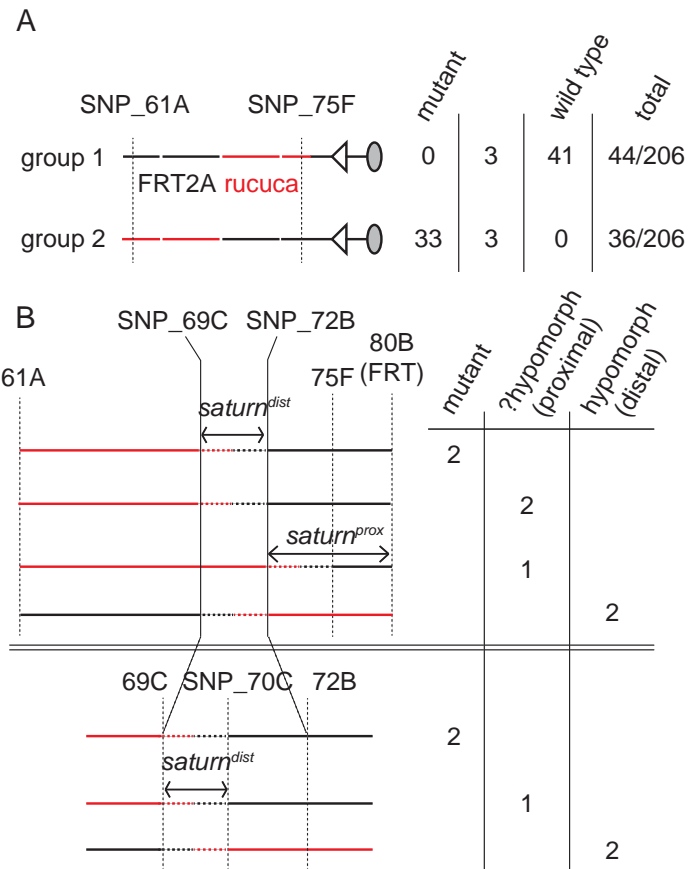 A
mutant
wild type
total
SNP_61A SNP_75F
group 1 0 3 41 44/206
FRT2A rucuca
group 2 33 3 0 36/206
B
SNP_69C SNP_72B
61A 75F 80B
(FRT)
mutant
?hypomorph
(proximal)
hypomorph
(distal)
saturn^dist
2
2
saturn^prox
1
2
69C SNP_70C 72B
2
saturn^dist
1
2